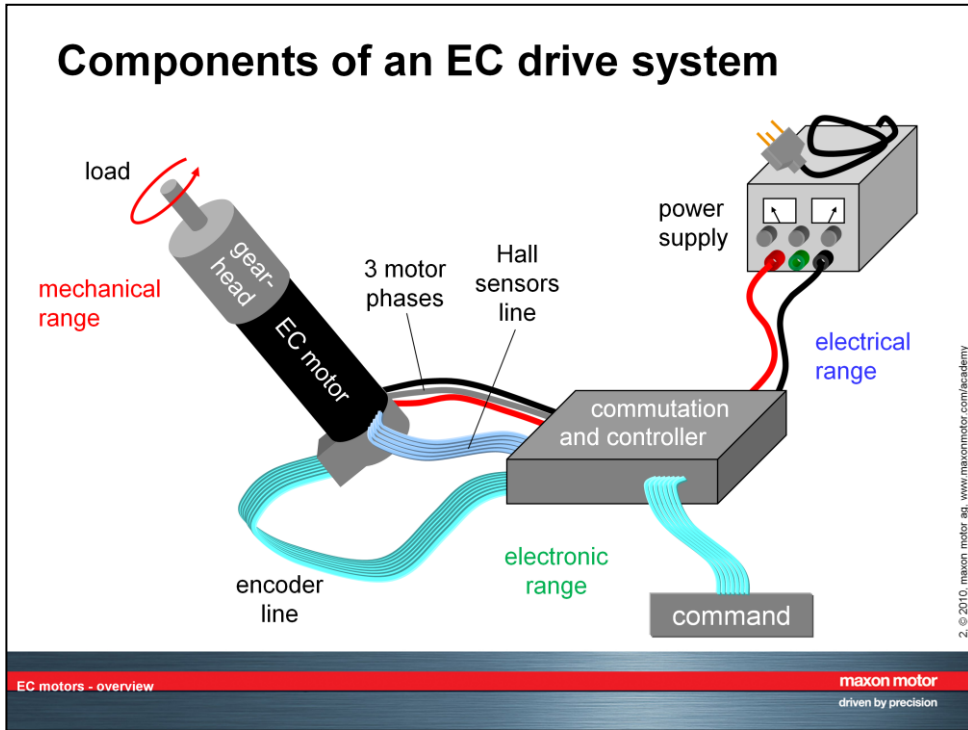 Components of an EC drive system
load
gear-
head
EC motor
mechanical
range
3 motor
phases
Hall
sensors
line
power
supply
electrical
range
commutation
and controller
encoder
line
electronic
range
command
2, © 2010, maxon motor ag, www.maxonmotor.com/academy
EC motors - overview
maxon motor
driven by precision